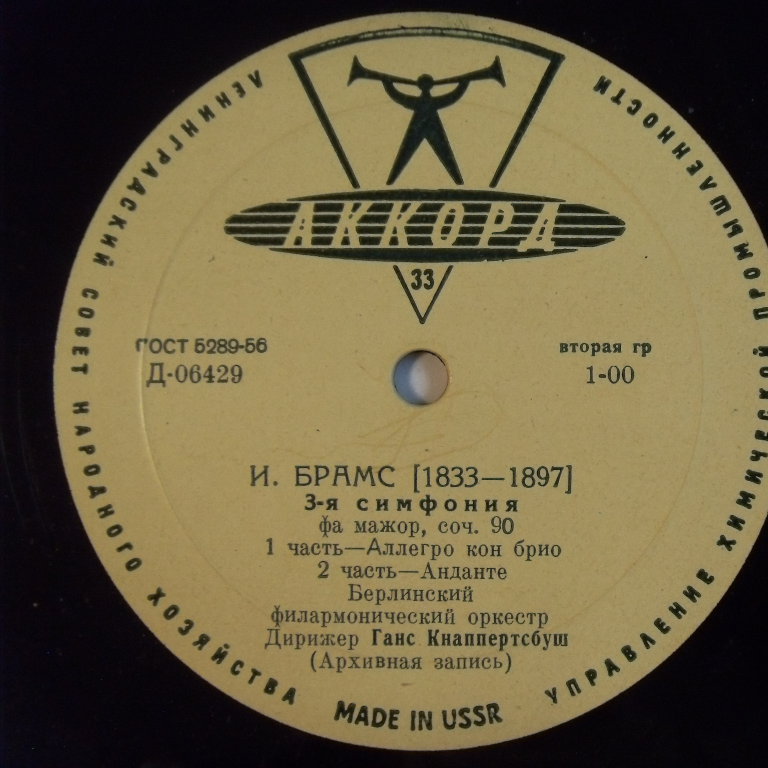 ЛЕНИНГРАДСКИЙ СОВЕТ НАРОДНОГО ХОЗЯЙСТВА
УПРАВЛЕНИЕ ХИМИЧЕСКОЙ ПРОМЫШЛЕННОСТИ
АККОРД
33
ГОСТ 5289-56
Д-06429
вторая гр
1-00
И. БРАМС [1833—1897]
3-я симфония
фа мажор, соч. 90
1 часть—Аллегро кон брио
2 часть—Анданте
Берлинский
филармонический оркестр
Дирижер Ганс Кнаппертсбуш
(Архивная запись)
MADE IN USSR